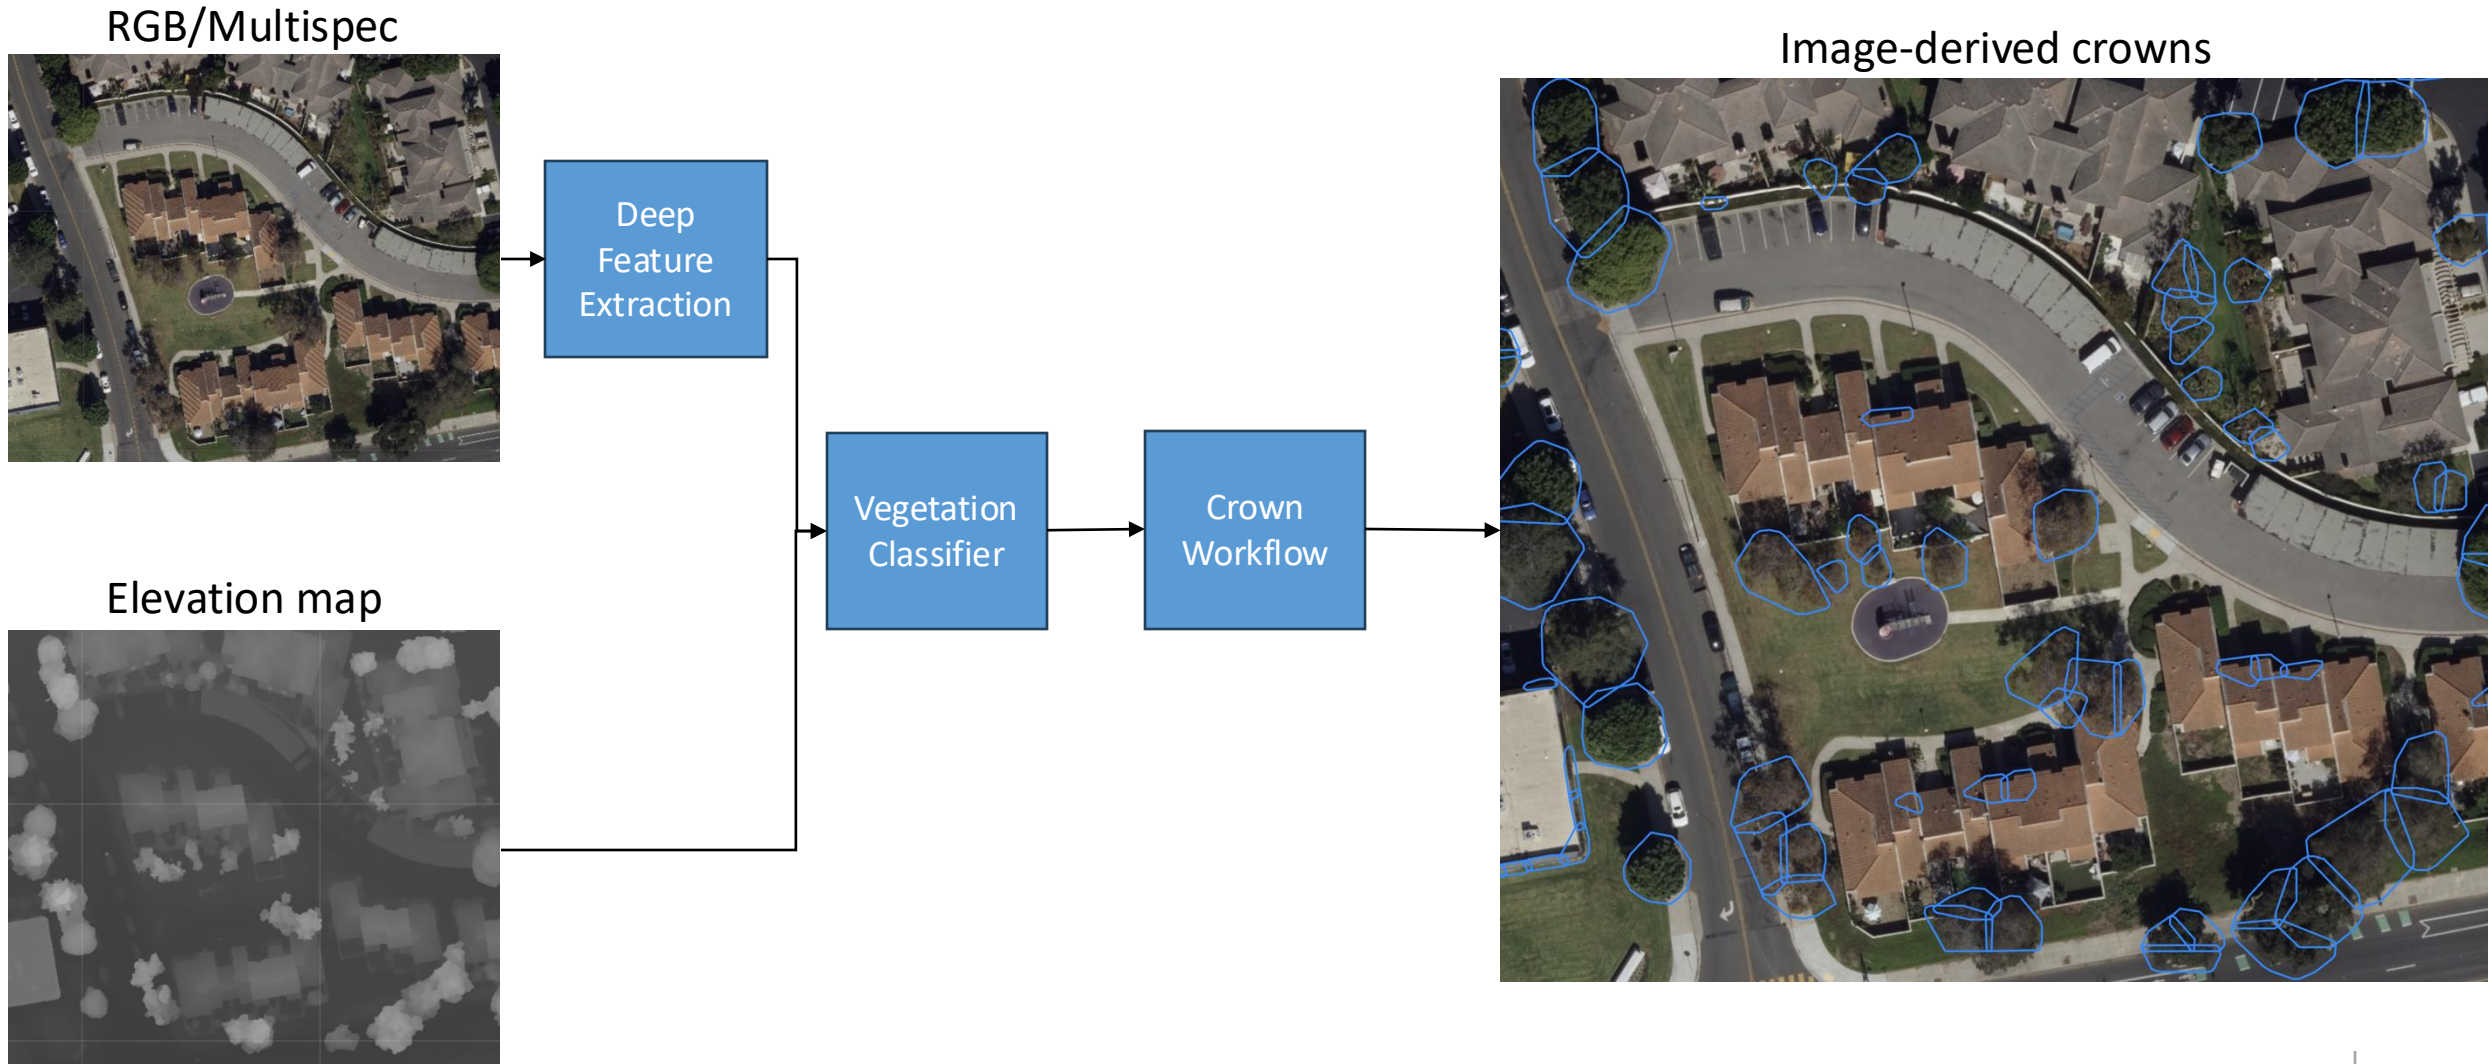 RGB/Multispec
Image-derived crowns
Deep
Feature
Extraction
Vegetation
Classifier
Crown
Workflow
Elevation map